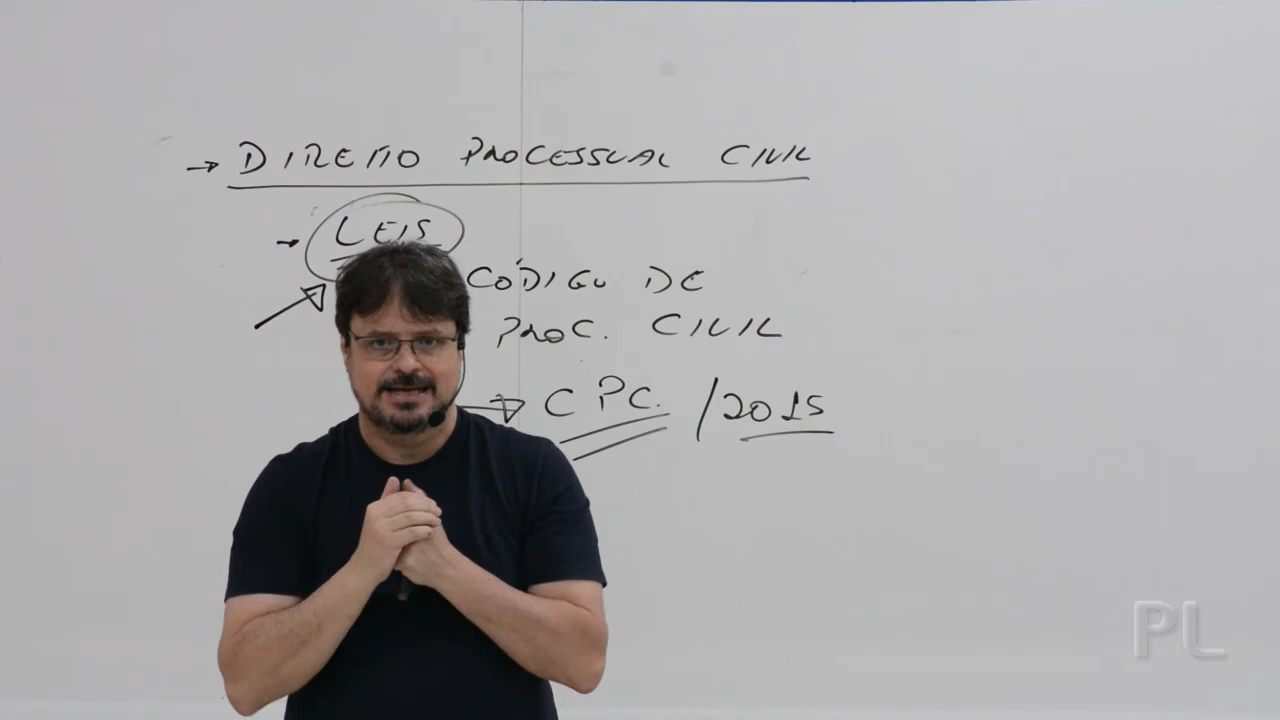 → DIREITO PROCESSUAL CIVIL
→ LEIS
CÓDIGO DE
PROC. CIVIL
→ CPC. /2015
PL